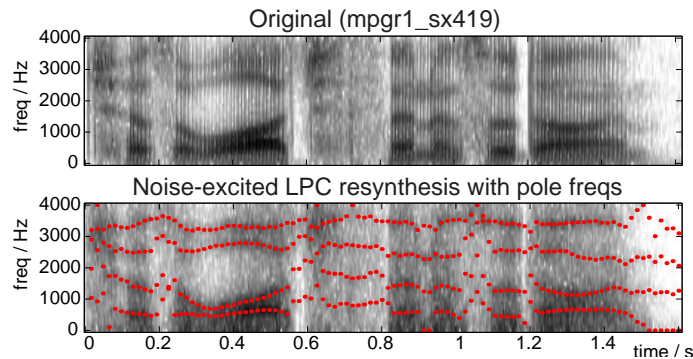 Original (mpgr1_sx419)
4000
3000
2000
1000
0
freq / Hz
Noise-excited LPC resynthesis with pole freqs
4000
3000
2000
1000
0
freq / Hz
0 0.2 0.4 0.6 0.8 1 1.2 1.4 time / s